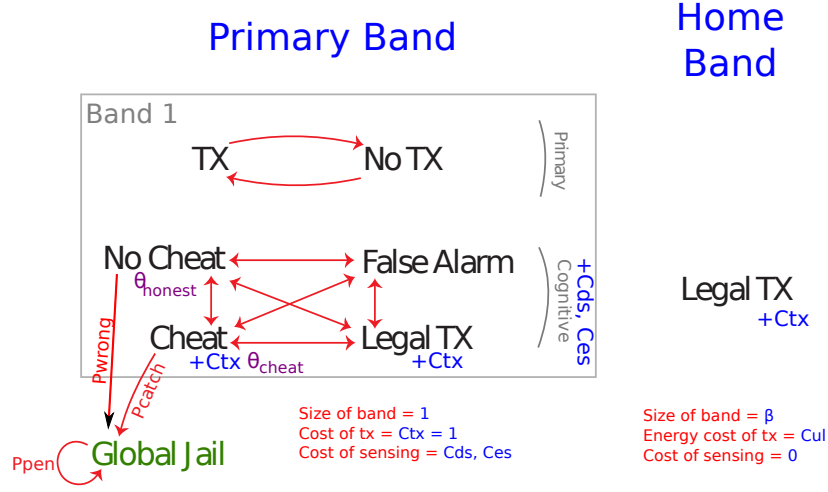 Primary Band
Home
Band
Band 1
TX
No TX
Primary
No Cheat
θhonest
False Alarm
Cognitive
+Cds, Ces
Cheat
+Ctx
θcheat
Legal TX
+Ctx
Legal TX
+Ctx
Pwrong
Pcatch
Global Jail
Ppen
Size of band = 1
Cost of tx = Ctx = 1
Cost of sensing = Cds, Ces
Size of band = β
Energy cost of tx = Cul
Cost of sensing = 0